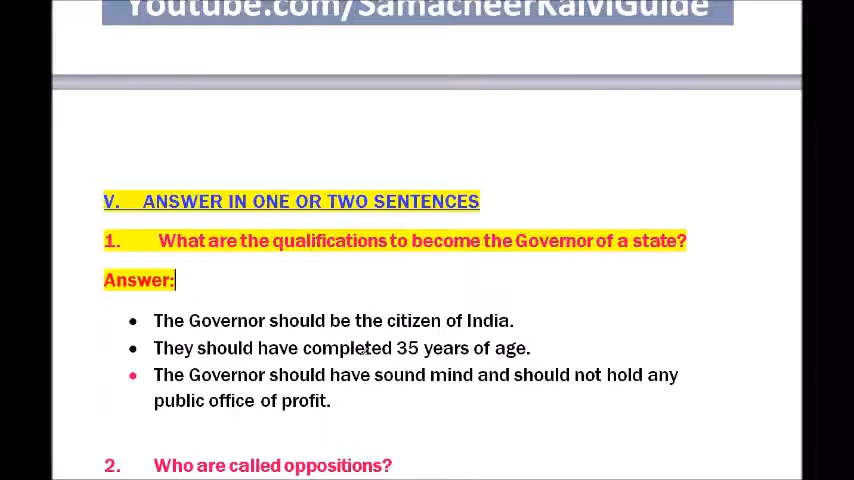 Youtube.com/SamacheerKalviGuide
V. ANSWER IN ONE OR TWO SENTENCES
1. What are the qualifications to become the Governor of a state?
Answer:
• The Governor should be the citizen of India.
• They should have completed 35 years of age.
• The Governor should have sound mind and should not hold any
public office of profit.
2. Who are called oppositions?